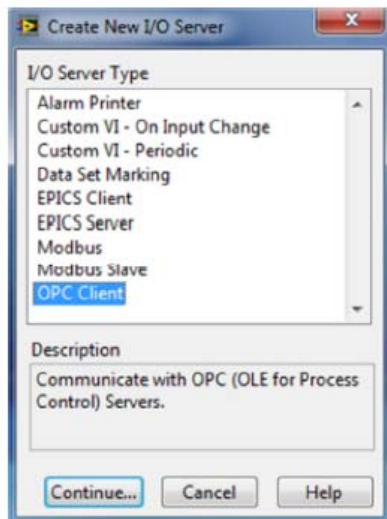 Create New I/O Server
I/O Server Type
Alarm Printer
Custom VI - On Input Change
Custom VI - Periodic
Data Set Marking
EPICS Client
EPICS Server
Modbus
Modbus Slave
OPC Client
Description
Communicate with OPC (OLE for Process
Control) Servers.
Continue... Cancel Help